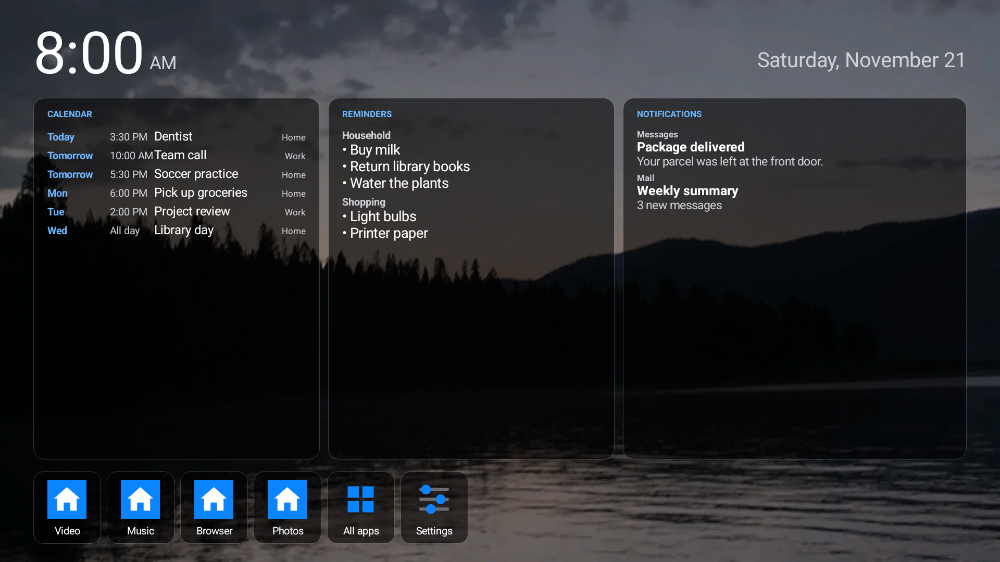 8:00 AM
Saturday, November 21
CALENDAR
Today 3:30 PM Dentist Home
Tomorrow 10:00 AM Team call Work
Tomorrow 5:30 PM Soccer practice Home
Mon 6:00 PM Pick up groceries Home
Tue 2:00 PM Project review Work
Wed All day Library day Home
REMINDERS
Household
• Buy milk
• Return library books
• Water the plants
Shopping
• Light bulbs
• Printer paper
NOTIFICATIONS
Messages
Package delivered
Your parcel was left at the front door.
Mail
Weekly summary
3 new messages
Video
Music
Browser
Photos
All apps
Settings